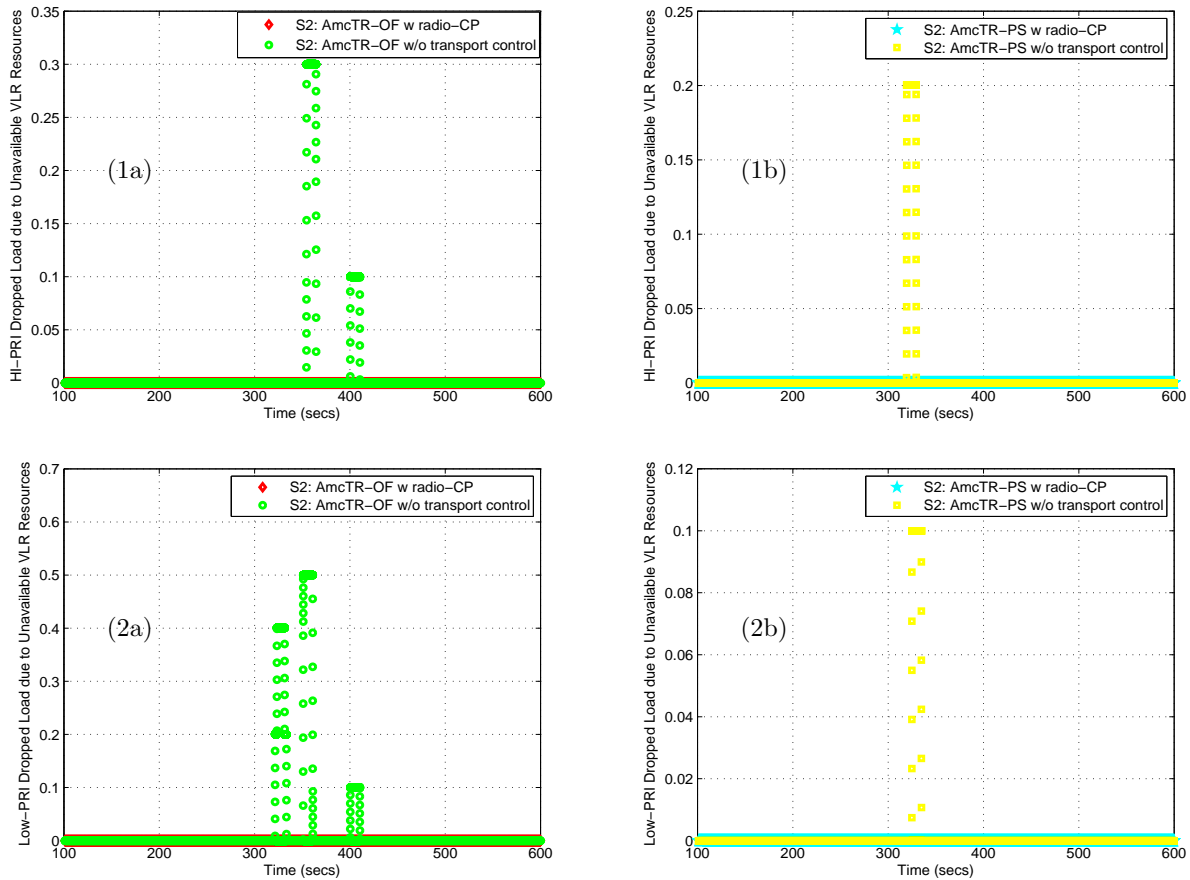 S2: AmcTR−OF w radio−CP
S2: AmcTR−OF w/o transport control
HI−PRI Dropped Load due to Unavailable VLR Resources
0.3
0.25
0.2
0.15
0.1
0.05
0
(1a)
100
200
300
400
500
600
Time (secs)
S2: AmcTR−PS w radio−CP
S2: AmcTR−PS w/o transport control
HI−PRI Dropped Load due to Unavailable VLR Resources
0.25
0.2
0.15
0.1
0.05
0
(1b)
100
200
300
400
500
600
Time (secs)
S2: AmcTR−OF w radio−CP
S2: AmcTR−OF w/o transport control
Low−PRI Dropped Load due to Unavailable VLR Resources
0.7
0.6
0.5
0.4
0.3
0.2
0.1
0
(2a)
100
200
300
400
500
600
Time (secs)
S2: AmcTR−PS w radio−CP
S2: AmcTR−PS w/o transport control
Low−PRI Dropped Load due to Unavailable VLR Resources
0.12
0.1
0.08
0.06
0.04
0.02
0
(2b)
100
200
300
400
500
600
Time (secs)